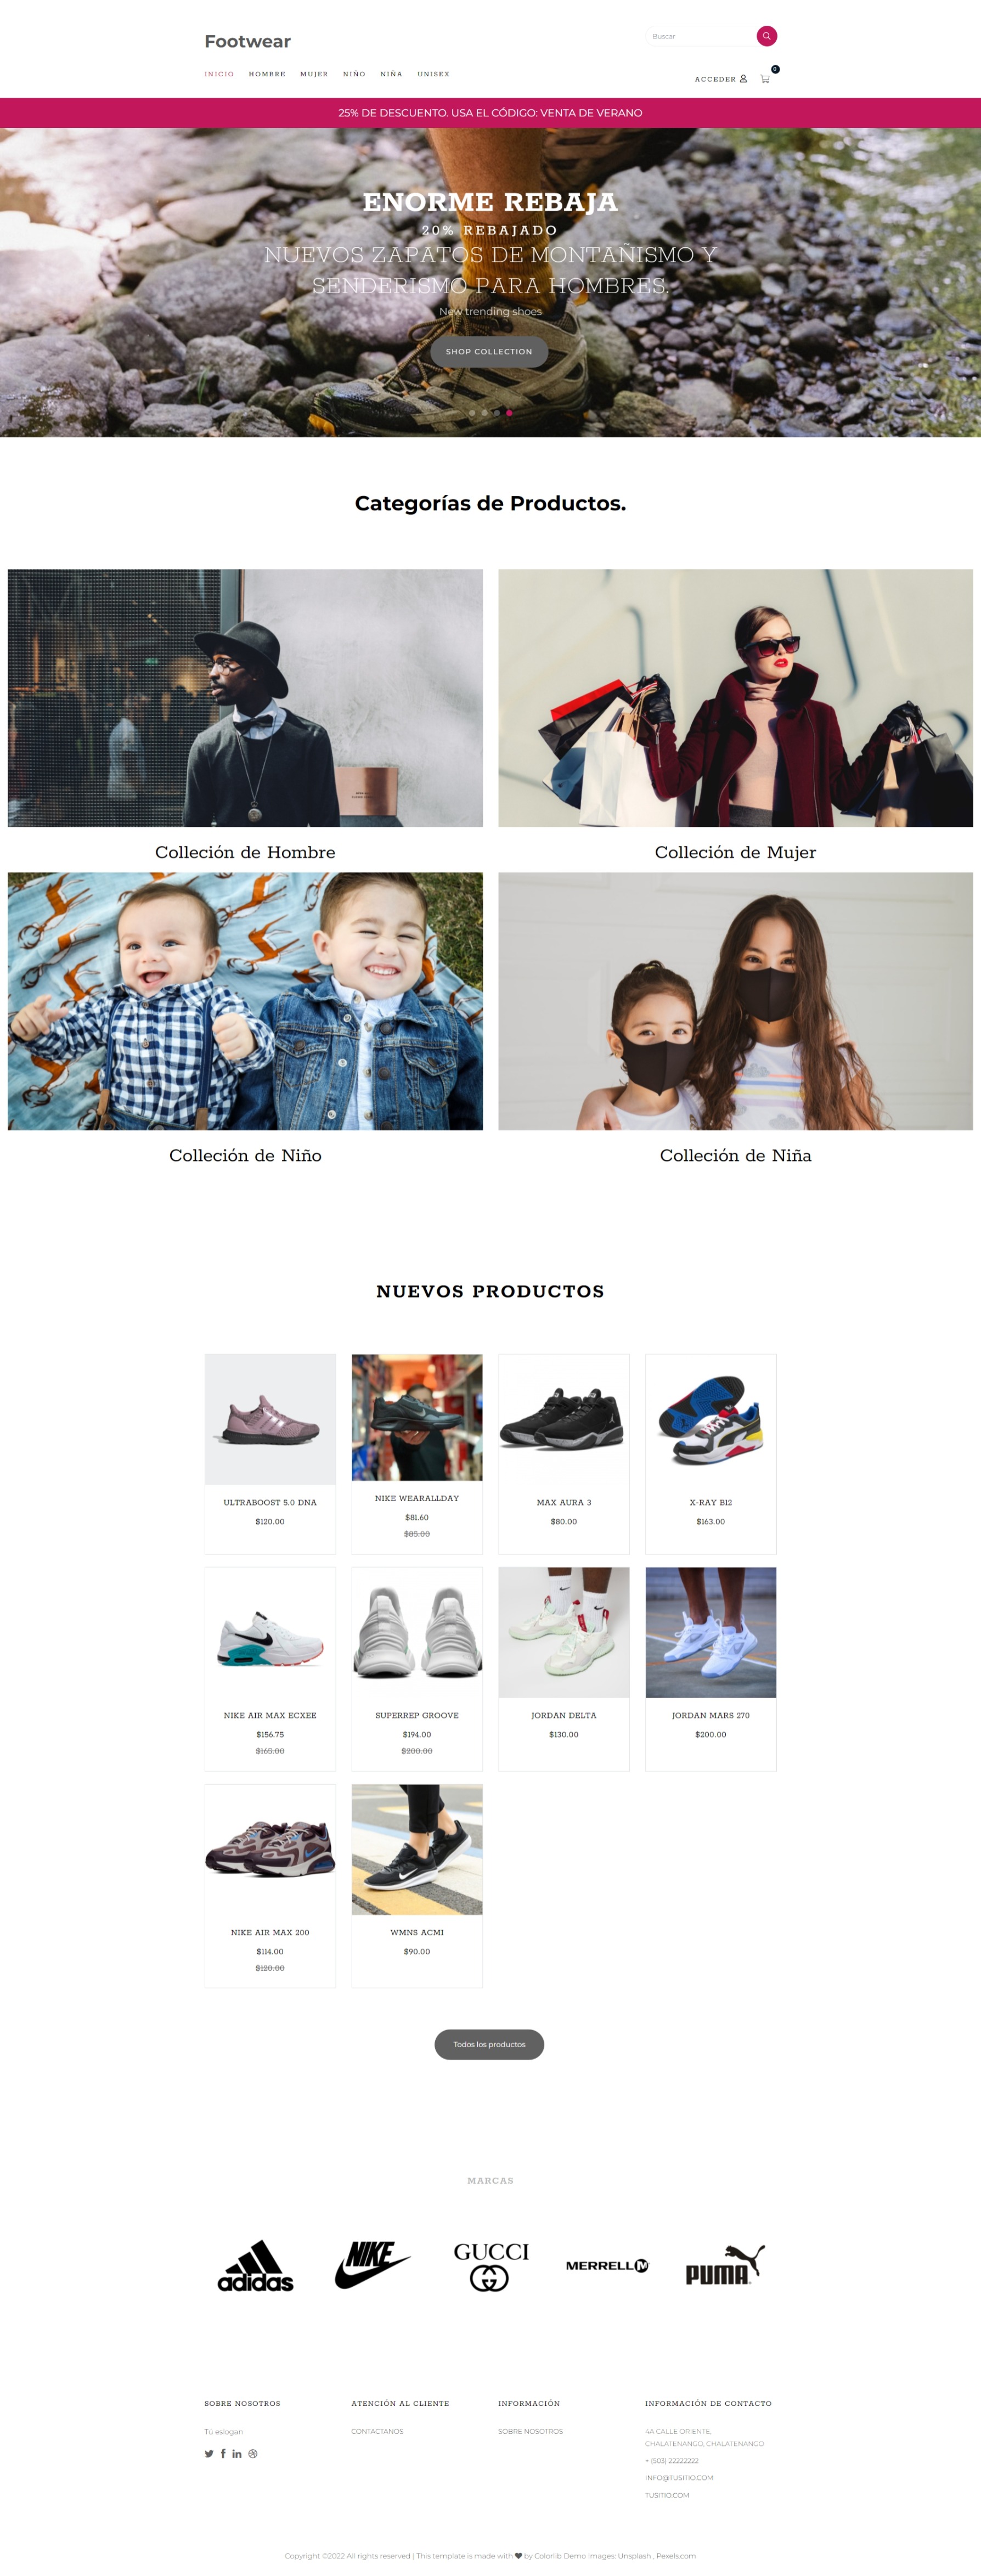 Footwear
Buscar
INICIO HOMBRE MUJER NIÑO NIÑA UNISEX
ACCEDER 0
25% DE DESCUENTO. USA EL CÓDIGO: VENTA DE VERANO
ENORME REBAJA
20% REBAJADO
NUEVOS ZAPATOS DE MONTAÑISMO Y
SENDERISMO PARA HOMBRES.
New trending shoes
SHOP COLLECTION
Categorías de Productos.
Colleción de Hombre
Colleción de Mujer
Colleción de Niño
Colleción de Niña
NUEVOS PRODUCTOS
ULTRABOOST 5.0 DNA
$120.00
NIKE WEARALLDAY
$81.60
$85.00
MAX AURA 3
$80.00
X-RAY B12
$163.00
NIKE AIR MAX ECXEE
$156.75
$165.00
SUPERREP GROOVE
$194.00
$200.00
JORDAN DELTA
$130.00
JORDAN MARS 270
$200.00
NIKE AIR MAX 200
$114.00
$120.00
WMNS ACMI
$90.00
Todos los productos
MARCAS
adidas
NIKE
GUCCI
MERRELL
PUMA
SOBRE NOSOTROS
Tú eslogan
ATENCIÓN AL CLIENTE
CONTACTANOS
INFORMACIÓN
SOBRE NOSOTROS
INFORMACIÓN DE CONTACTO
4A CALLE ORIENTE,
CHALATENANGO, CHALATENANGO
+ (503) 22222222
INFO@TUSITIO.COM
TUSITIO.COM
Copyright ©2022 All rights reserved | This template is made with ♥ by Colorlib Demo Images: Unsplash , Pexels.com